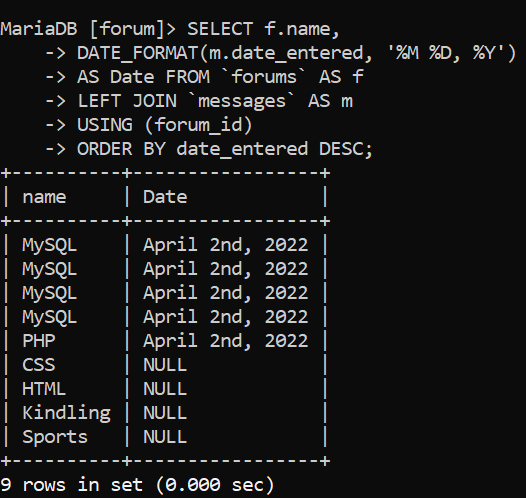 MariaDB [forum]> SELECT f.name,
    -> DATE_FORMAT(m.date_entered, '%M %D, %Y')
    -> AS Date FROM `forums` AS f
    -> LEFT JOIN `messages` AS m
    -> USING (forum_id)
    -> ORDER BY date_entered DESC;
+----------+-----------------+
| name     | Date            |
+----------+-----------------+
| MySQL    | April 2nd, 2022 |
| MySQL    | April 2nd, 2022 |
| MySQL    | April 2nd, 2022 |
| MySQL    | April 2nd, 2022 |
| PHP      | April 2nd, 2022 |
| CSS      | NULL            |
| HTML     | NULL            |
| Kindling | NULL            |
| Sports   | NULL            |
+----------+-----------------+
9 rows in set (0.000 sec)